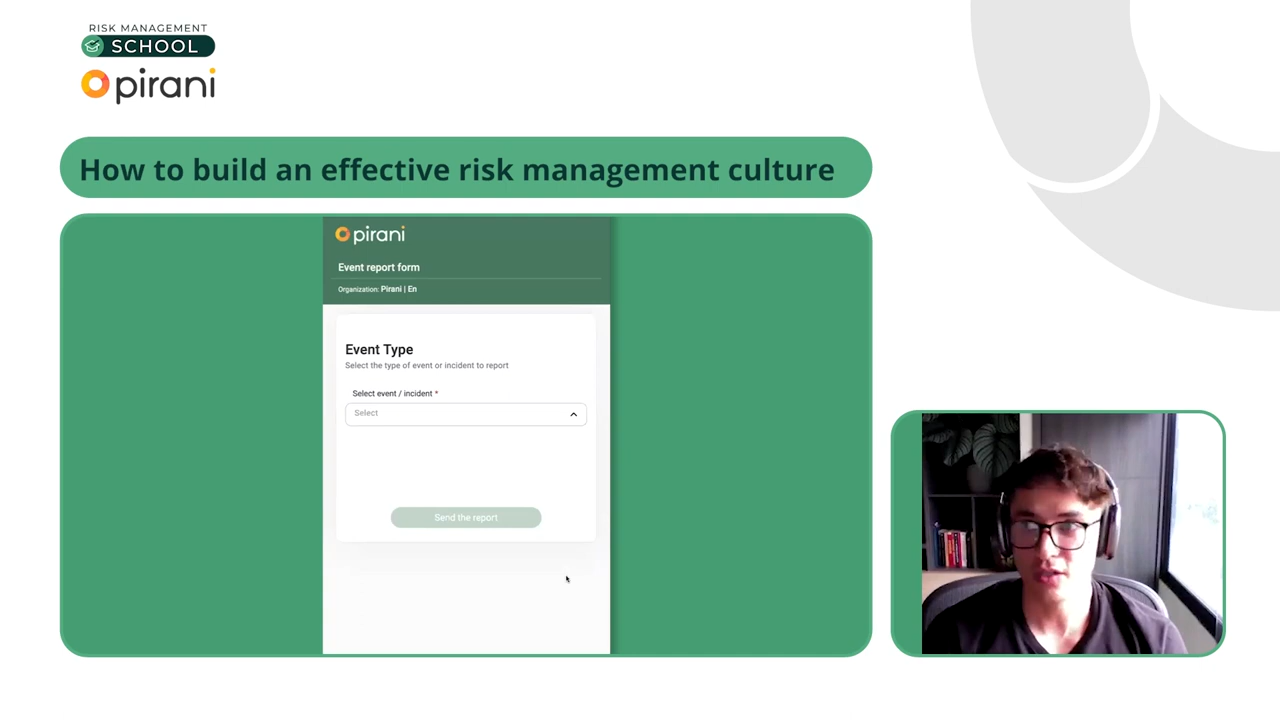 RISK MANAGEMENT
SCHOOL
pirani
How to build an effective risk management culture
pirani
Event report form
Organization: Pirani | En
Event Type
Select the type of event or incident to report
Select event / incident *
Select
Send the report